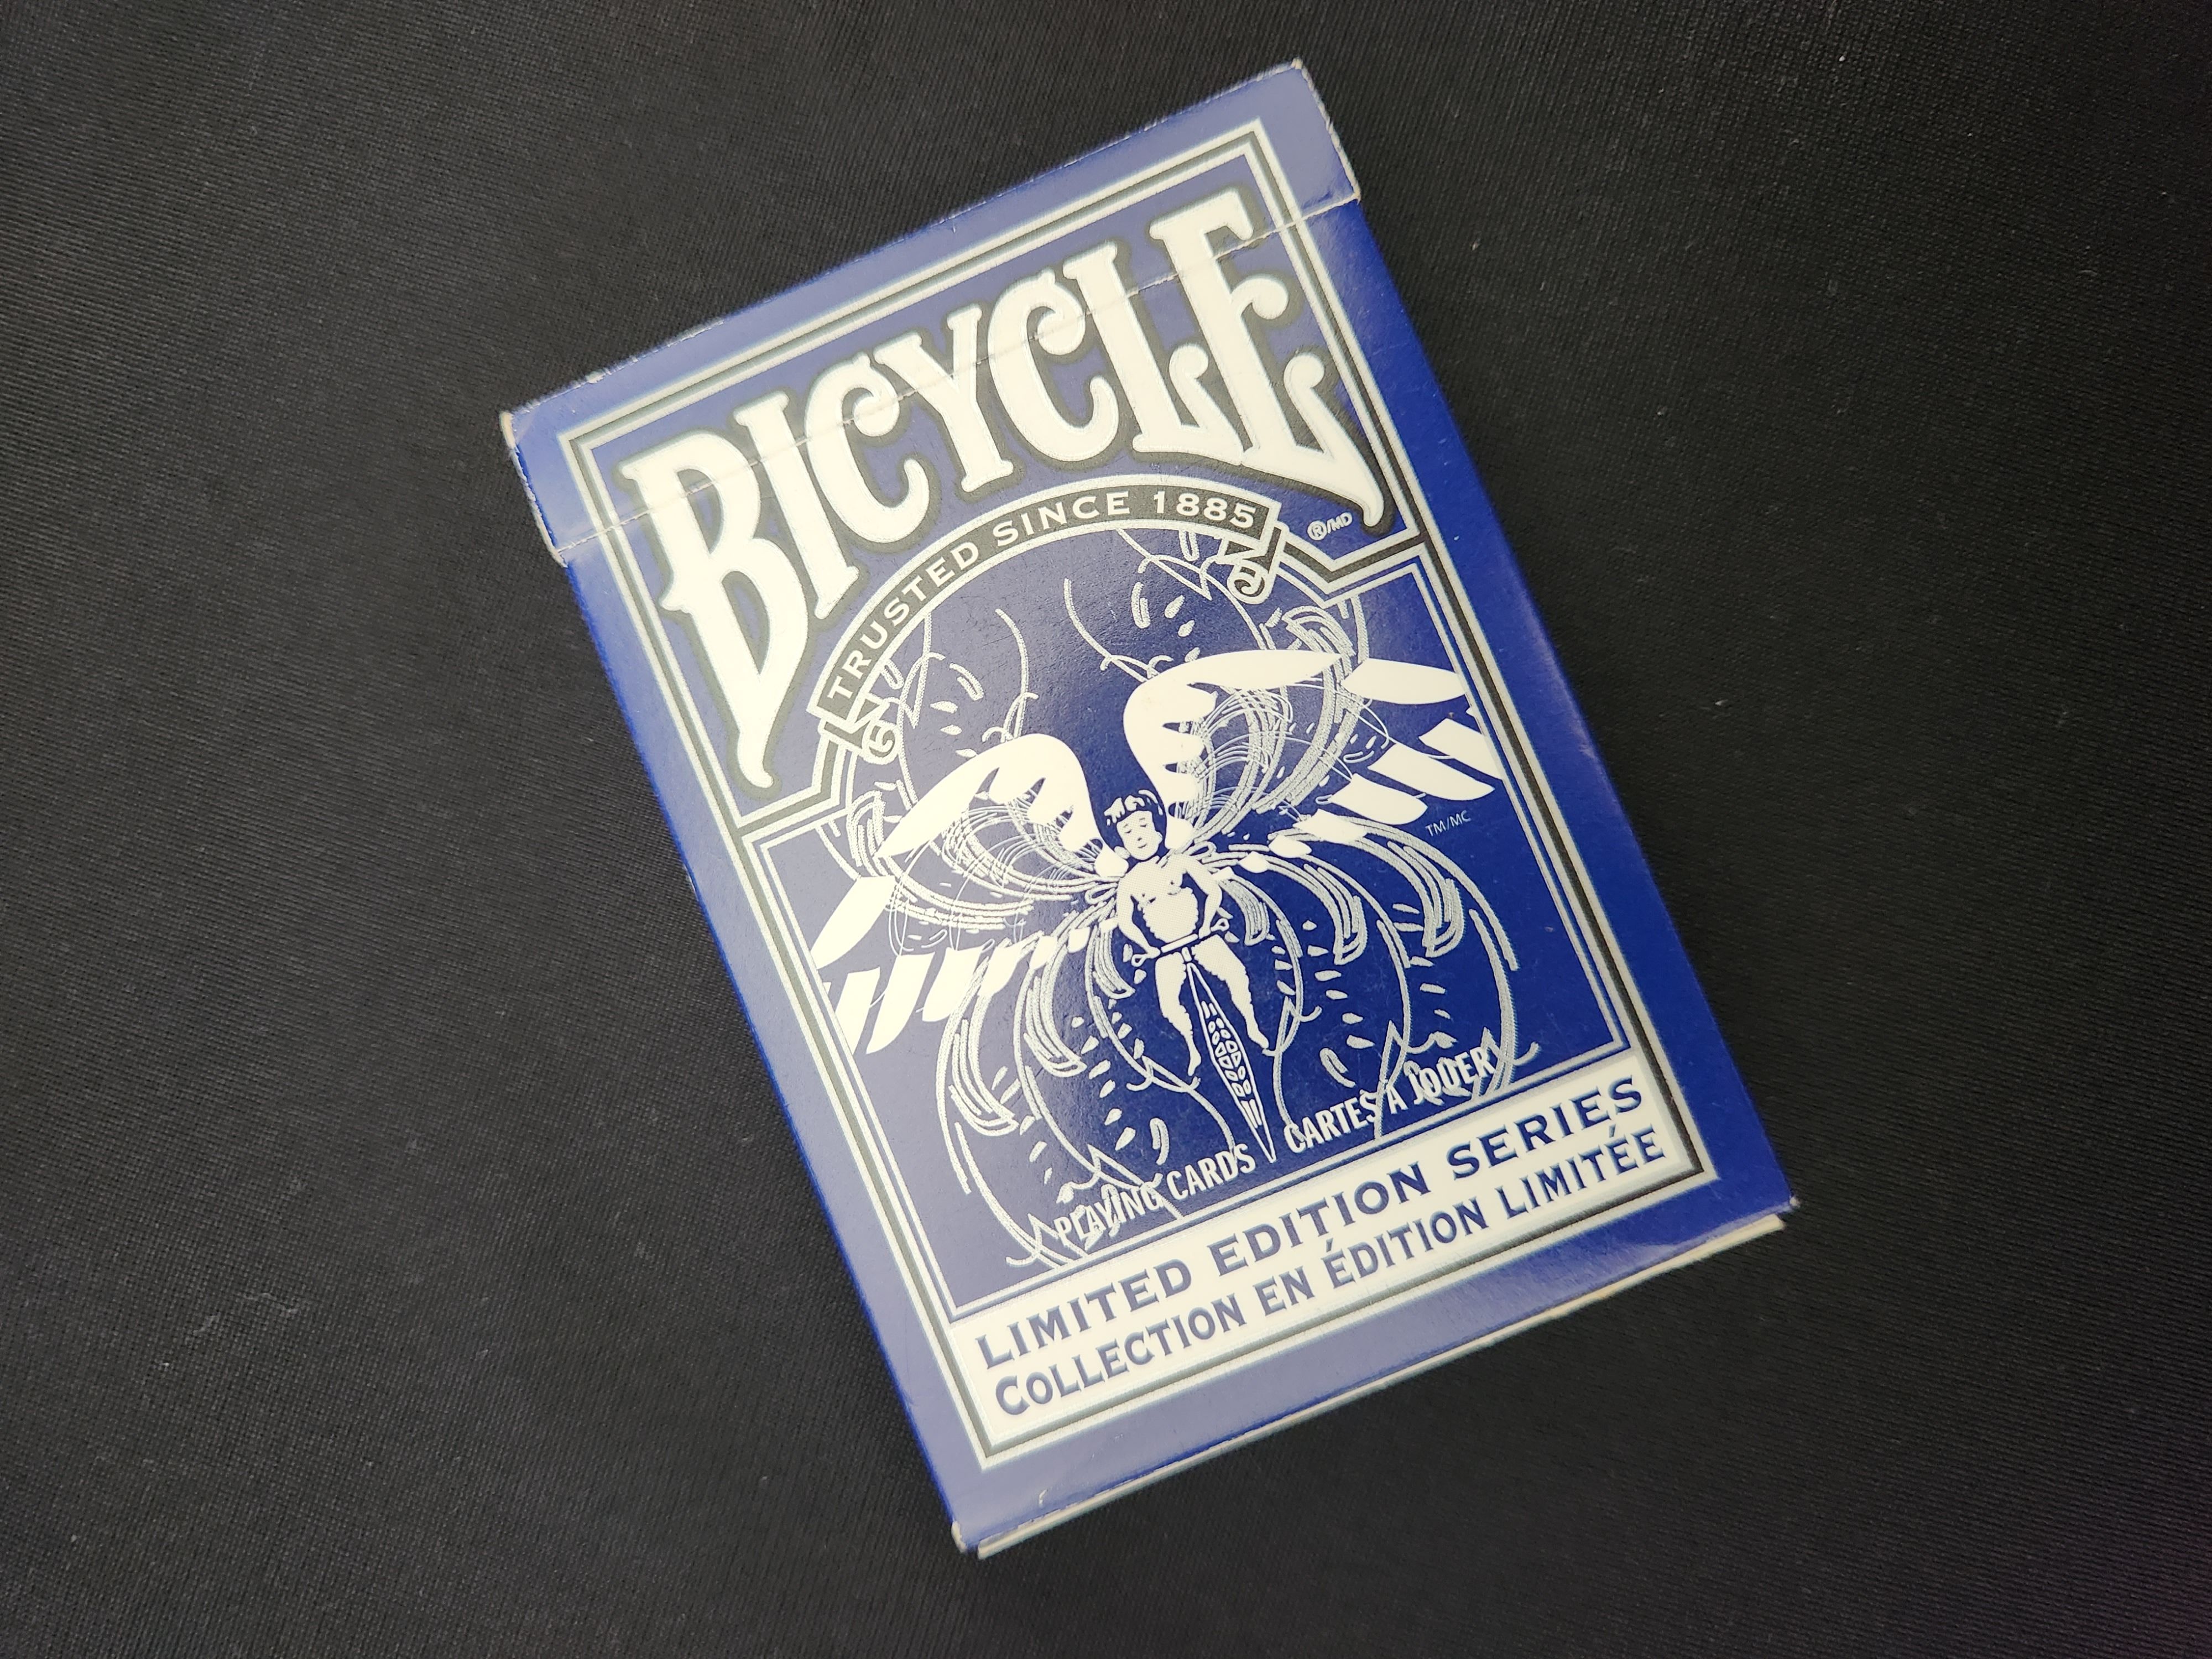 BICYCLE
®/MD
TRUSTED SINCE 1885
TM/MC
PLAYING CARDS CARTES À JOUER
LIMITED EDITION SERIES
COLLECTION EN ÉDITION LIMITÉE